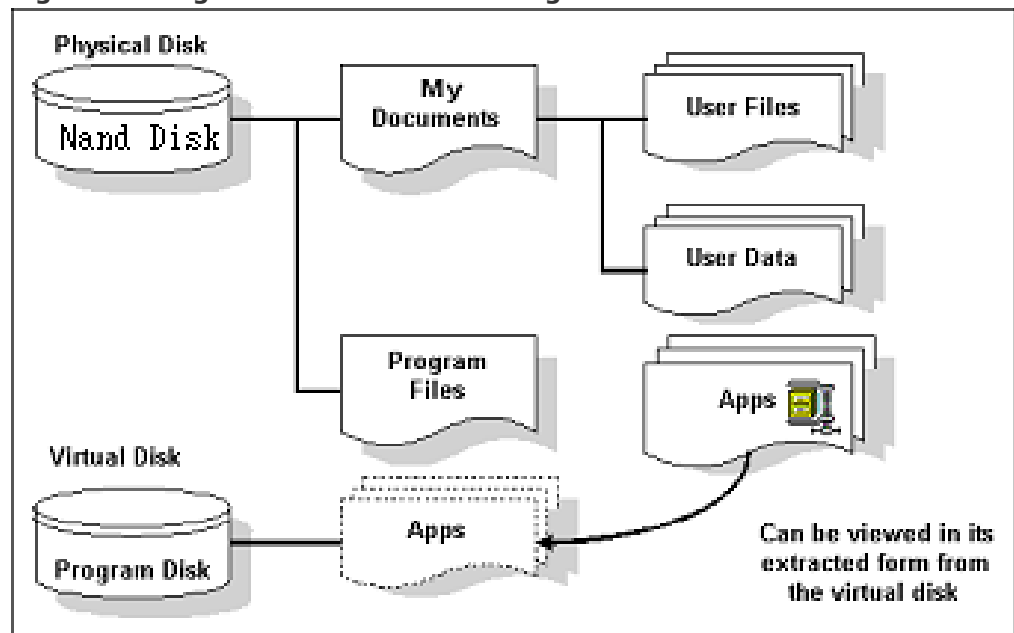 Physical Disk
Nand Disk
My
Documents
User Files
User Data
Program
Files
Apps
Virtual Disk
Program Disk
Apps
Can be viewed in its
extracted form from
the virtual disk